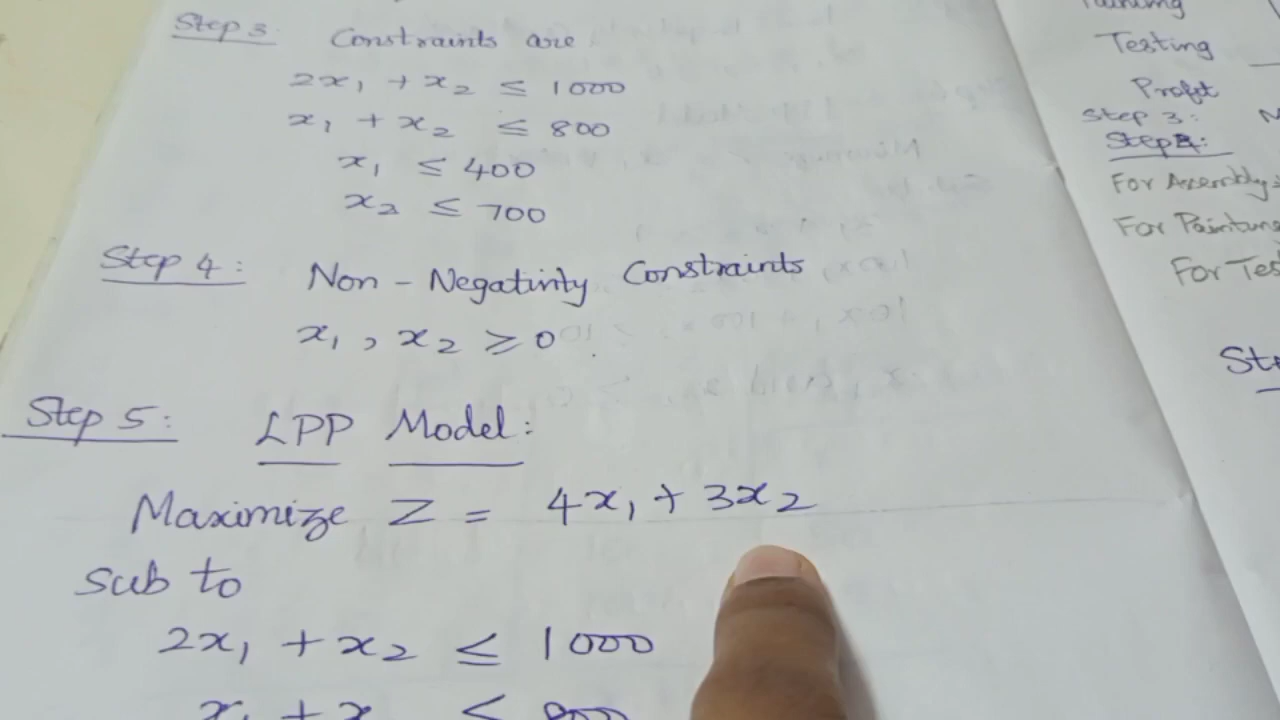 Step 3 Constraints are
2x₁ + x₂ ≤ 1000
x₁ + x₂ ≤ 800
x₁ ≤ 400
x₂ ≤ 700
Step 4: Non-Negativity Constraints
x₁, x₂ ≥ 0
Step 5: LPP Model:
Maximize Z = 4x₁ + 3x₂
Sub to
2x₁ + x₂ ≤ 1000
x₁ + x ≤ 800
Testing
Profit
Step 3:
Step 4:
For Assembly
For
For Tes